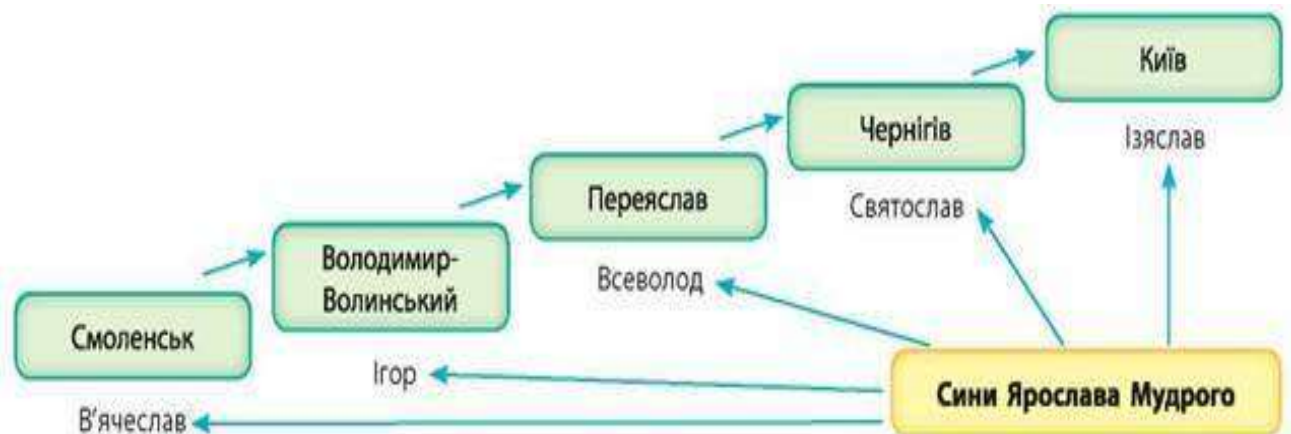 Київ
Ізяслав
Чернігів
Святослав
Переяслав
Всеволод
Володимир-
Волинський
Ігор
Смоленськ
В'ячеслав
Сини Ярослава Мудрого